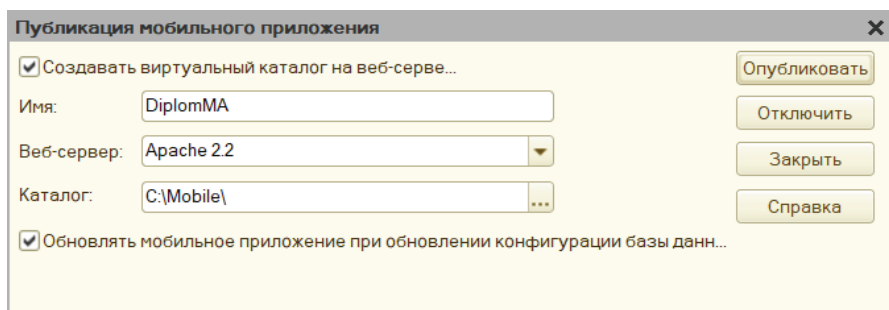 Публикация мобильного приложения
Создавать виртуальный каталог на веб-серве...
Опубликовать
Имя: DiplomMA
Отключить
Веб-сервер: Apache 2.2
Закрыть
Каталог: C:\Mobile\ ...
Справка
Обновлять мобильное приложение при обновлении конфигурации базы данн...